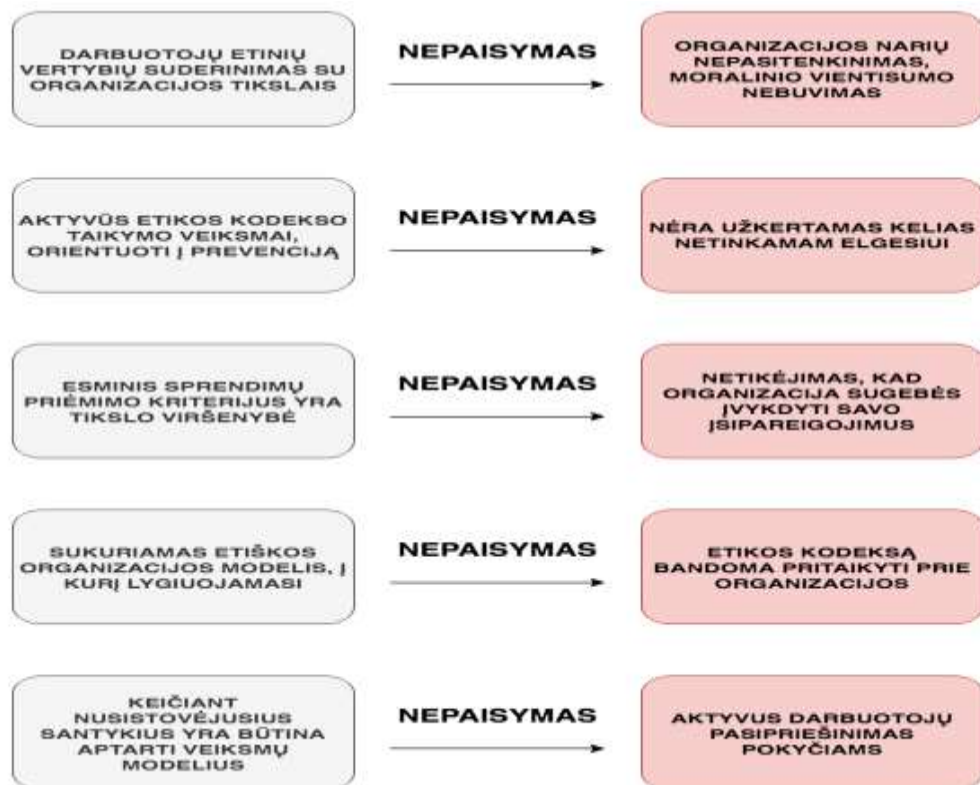 DARBUOTOJŲ ETINIŲ
VERTYBIŲ SUDERINIMAS SU
ORGANIZACIJOS TIKSLAIS
NEPAISYMAS
ORGANIZACIJOS NARIŲ
NEPASITENKINIMAS,
MORALINIO VIENTISUMO
NEBUVIMAS
AKTYVŪS ETIKOS KODEKSO
TAIKYMO VEIKSMAI,
ORIENTUOTI Į PREVENCIJĄ
NEPAISYMAS
NĖRA UŽKERTAMAS KELIAS
NETINKAMAM ELGESIUI
ESMINIS SPRENDIMŲ
PRIĖMIMO KRITERIJUS YRA
TIKSLO VIRŠENYBĖ
NEPAISYMAS
NETIKĖJIMAS, KAD
ORGANIZACIJA SUGEBĖS
ĮVYKDYTI SAVO
ĮSIPAREIGOJIMUS
SUKURIAMAS ETIŠKOS
ORGANIZACIJOS MODELIS, Į
KURĮ LYGIUOJAMASI
NEPAISYMAS
ETIKOS KODEKSĄ
BANDOMA PRITAIKYTI PRIE
ORGANIZACIJOS
KEIČIANT
NUSISTOVĖJUSIUS
SANTYKIUS YRA BŪTINA
APTARTI VEIKSMŲ
MODELIUS
NEPAISYMAS
AKTYVUS DARBUOTOJŲ
PASIPRIEŠINIMAS
POKYČIAMS